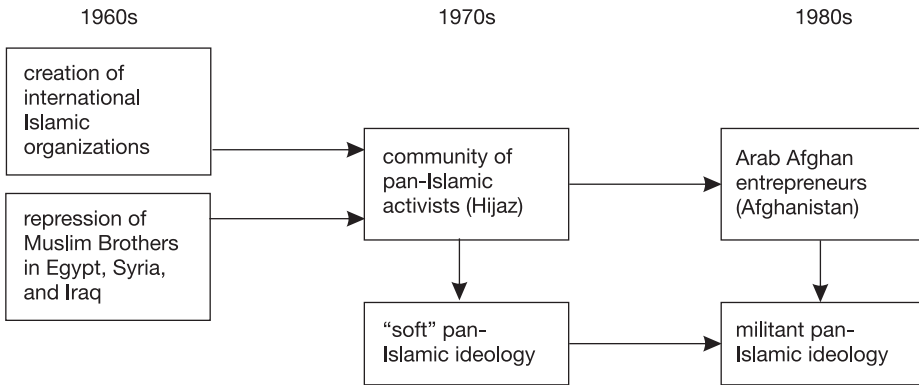 1960s
1970s
1980s
creation of
international
Islamic
organizations
repression of
Muslim Brothers
in Egypt, Syria,
and Iraq
community of
pan-Islamic
activists (Hijaz)
“soft” pan-
Islamic ideology
Arab Afghan
entrepreneurs
(Afghanistan)
militant pan-
Islamic ideology